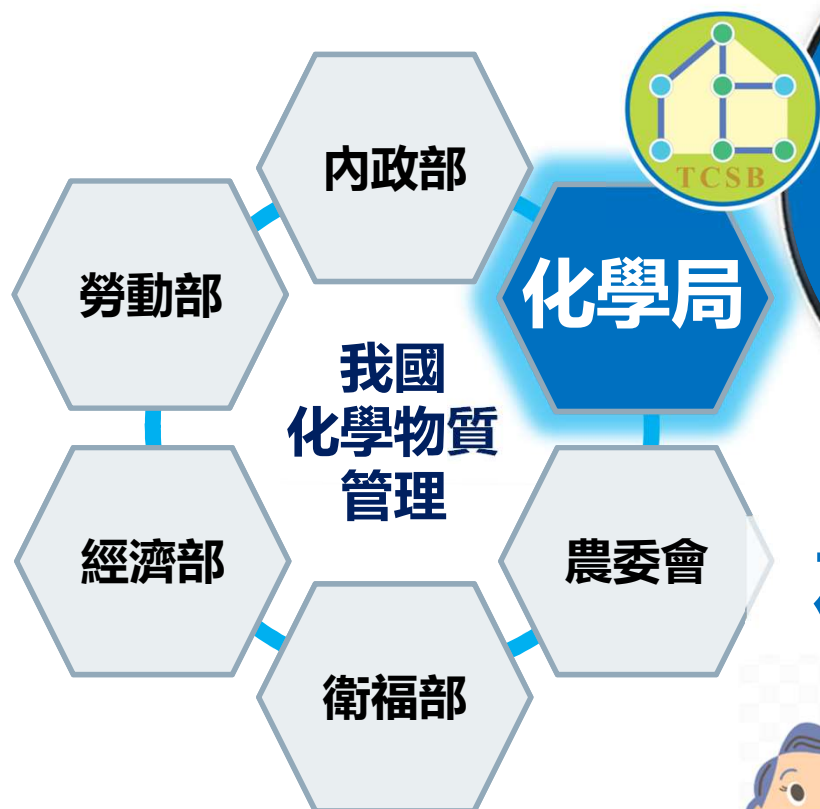 內政部
TCSB
勞動部
化學局
我國
化學物質
管理
經濟部
農委會
衛福部